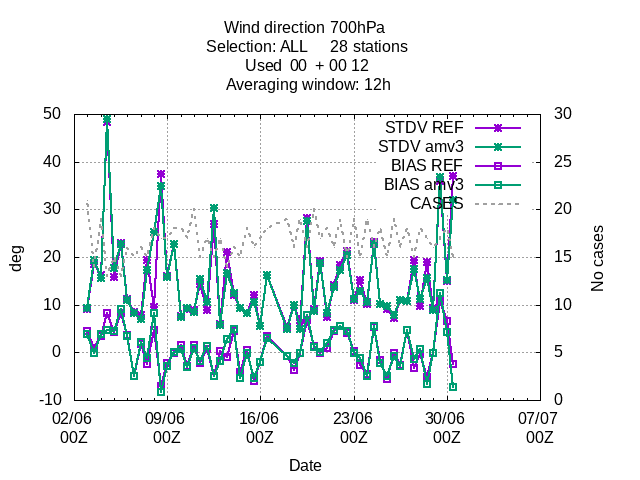 Wind direction 700hPa
Selection: ALL 28 stations
Used 00 + 00 12
Averaging window: 12h
STDV REF
STDV amv3
BIAS REF
BIAS amv3
CASES
50
40
30
20
10
0
-10
deg
30
25
20
15
10
5
0
No cases
02/06 09/06 16/06 23/06 30/06 07/07
00Z 00Z 00Z 00Z 00Z 00Z
Date